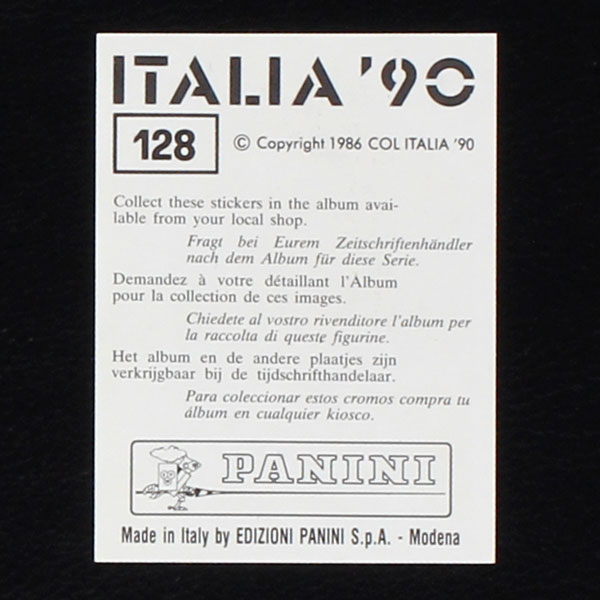 ITALIA '90
128 © Copyright 1986 COL ITALIA '90
Collect these stickers in the album avai-
lable from your local shop.
Fragt bei Eurem Zeitschriftenhändler
nach dem Album für diese Serie.
Demandez à votre détaillant l'Album
pour la collection de ces images.
Chiedete al vostro rivenditore l'album per
la raccolta di queste figurine.
Het album en de andere plaatjes zijn
verkrijgbaar bij de tijdschrifthandelaar.
Para coleccionar estos cromos compra tu
álbum en cualquier kiosco.
PANINI
Made in Italy by EDIZIONI PANINI S.p.A. - Modena